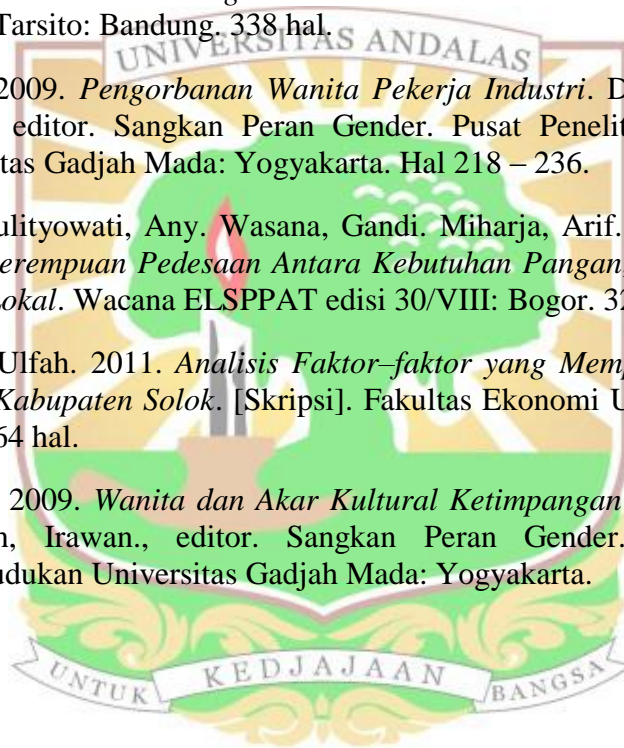 Tarsito: Bandung. 338 hal.
UNIVERSITAS ANDALAS
2009. Pengorbanan Wanita Pekerja Industri. D
editor. Sangkan Peran Gender. Pusat Penelit
tas Gadjah Mada: Yogyakarta. Hal 218 – 236.
ulityowati, Any. Wasana, Gandi. Miharja, Arif.
erempuan Pedesaan Antara Kebutuhan Pangan
okal. Wacana ELSPPAT edisi 30/VIII: Bogor. 32
Ulfah. 2011. Analisis Faktor–faktor yang Memp
Kabupaten Solok. [Skripsi]. Fakultas Ekonomi U
64 hal.
2009. Wanita dan Akar Kultural Ketimpangan
n, Irawan., editor. Sangkan Peran Gender.
udukan Universitas Gadjah Mada: Yogyakarta.
UNTUK KEDJAJAAN BANGSA